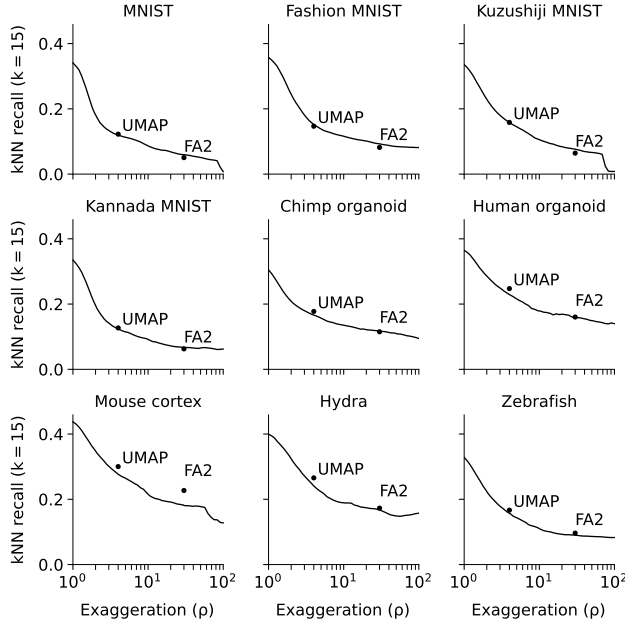 MNIST Fashion MNIST Kuzushiji MNIST
kNN recall (k = 15)
0.4
0.2
0.0
UMAP
FA2
UMAP
FA2
UMAP
FA2
Kannada MNIST Chimp organoid Human organoid
kNN recall (k = 15)
0.4
0.2
0.0
UMAP
FA2
UMAP
FA2
UMAP
FA2
Mouse cortex Hydra Zebrafish
kNN recall (k = 15)
0.4
0.2
0.0
UMAP
FA2
UMAP
FA2
UMAP
FA2
10⁰ 10¹ 10² 10⁰ 10¹ 10² 10⁰ 10¹ 10²
Exaggeration (ρ) Exaggeration (ρ) Exaggeration (ρ)